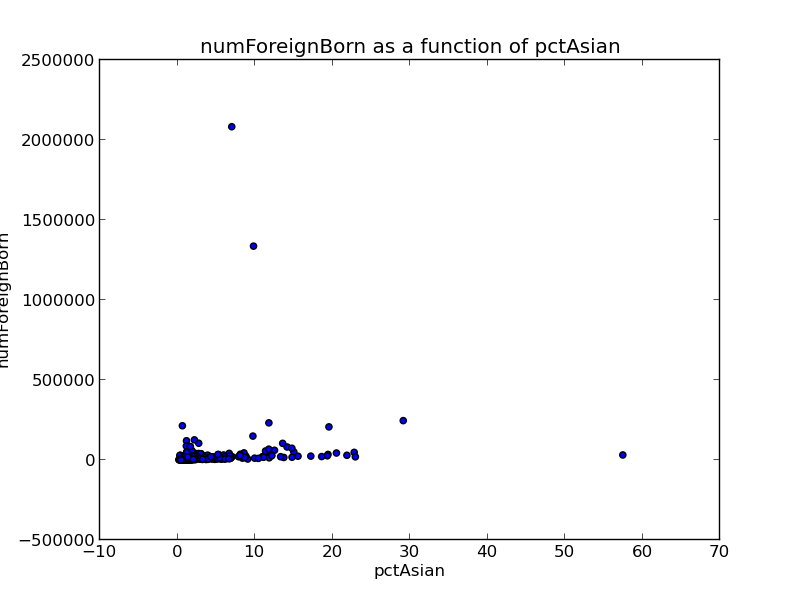 numForeignBorn as a function of pctAsian
2500000
2000000
1500000
1000000
500000
0
−500000
numForeignBorn
−10 0 10 20 30 40 50 60 70
pctAsian